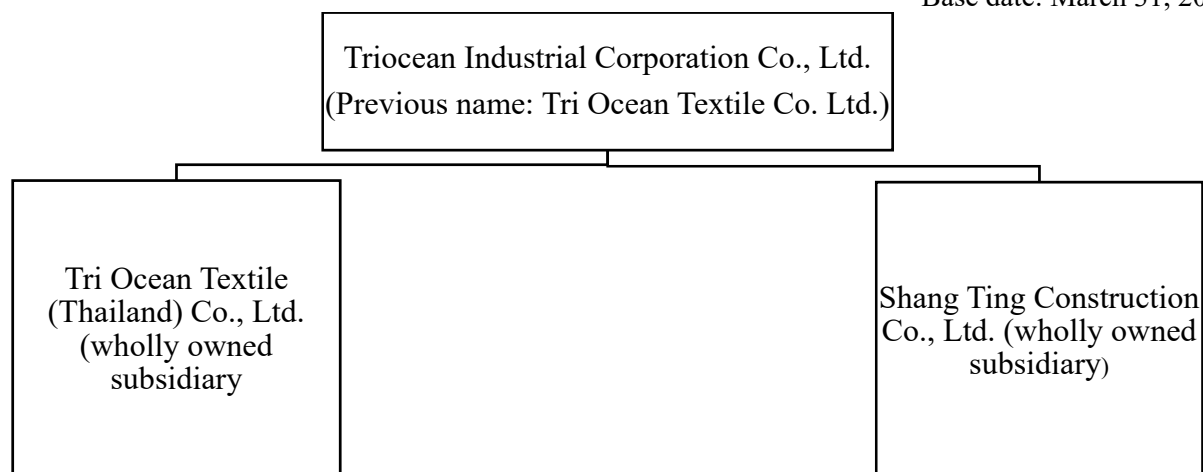 Base date: March 31, 20
Triocean Industrial Corporation Co., Ltd.
(Previous name: Tri Ocean Textile Co. Ltd.)
Tri Ocean Textile
(Thailand) Co., Ltd.
(wholly owned
subsidiary
Shang Ting Construction
Co., Ltd. (wholly owned
subsidiary)